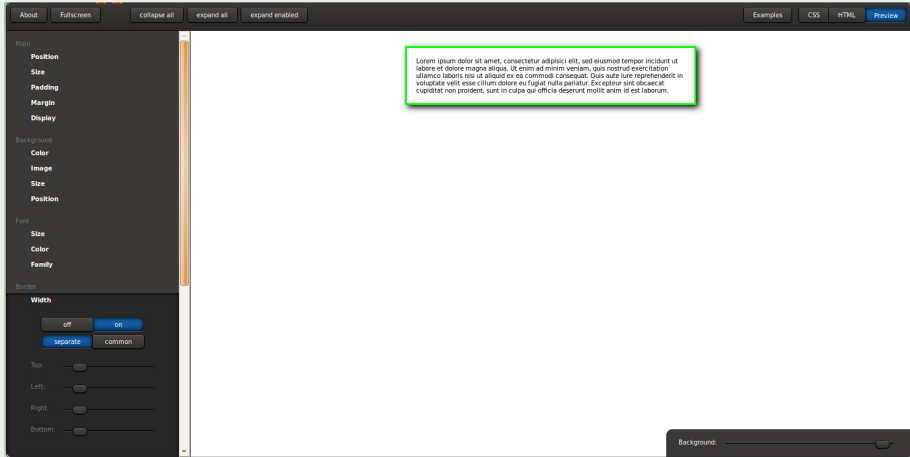 About Fullscreen collapse all expand all expand enabled Examples CSS HTML Preview
Main
Position
Size
Padding
Margin
Display
Background
Color
Image
Size
Position
Font
Size
Color
Family
Border
Width
off on
separate common
Top:
Left:
Right:
Bottom:
Lorem ipsum dolor sit amet, consectetur adipisici elit, sed eiusmod tempor incidunt ut
labore et dolore magna aliqua. Ut enim ad minim veniam, quis nostrud exercitation
ullamco laboris nisi ut aliquid ex ea commodi consequat. Quis aute iure reprehenderit in
voluptate velit esse cillum dolore eu fugiat nulla pariatur. Excepteur sint obcaecat
cupiditat non proident, sunt in culpa qui officia deserunt mollit anim id est laborum.
Background: